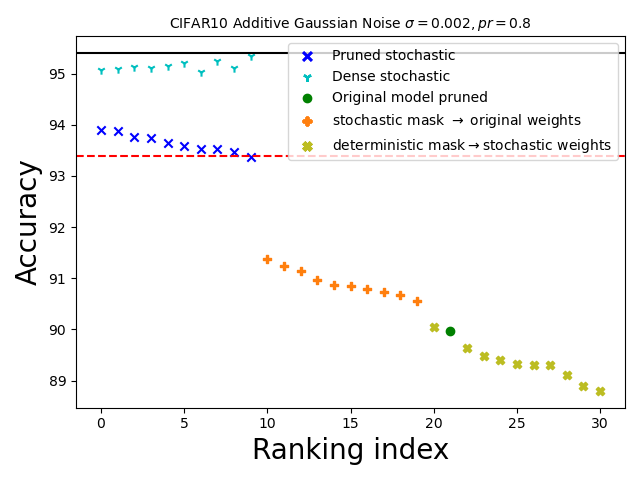 CIFAR10 Additive Gaussian Noise σ = 0.002, pr = 0.8
Pruned stochastic
Dense stochastic
Original model pruned
stochastic mask → original weights
deterministic mask→stochastic weights
Accuracy
95
94
93
92
91
90
89
0 5 10 15 20 25 30
Ranking index